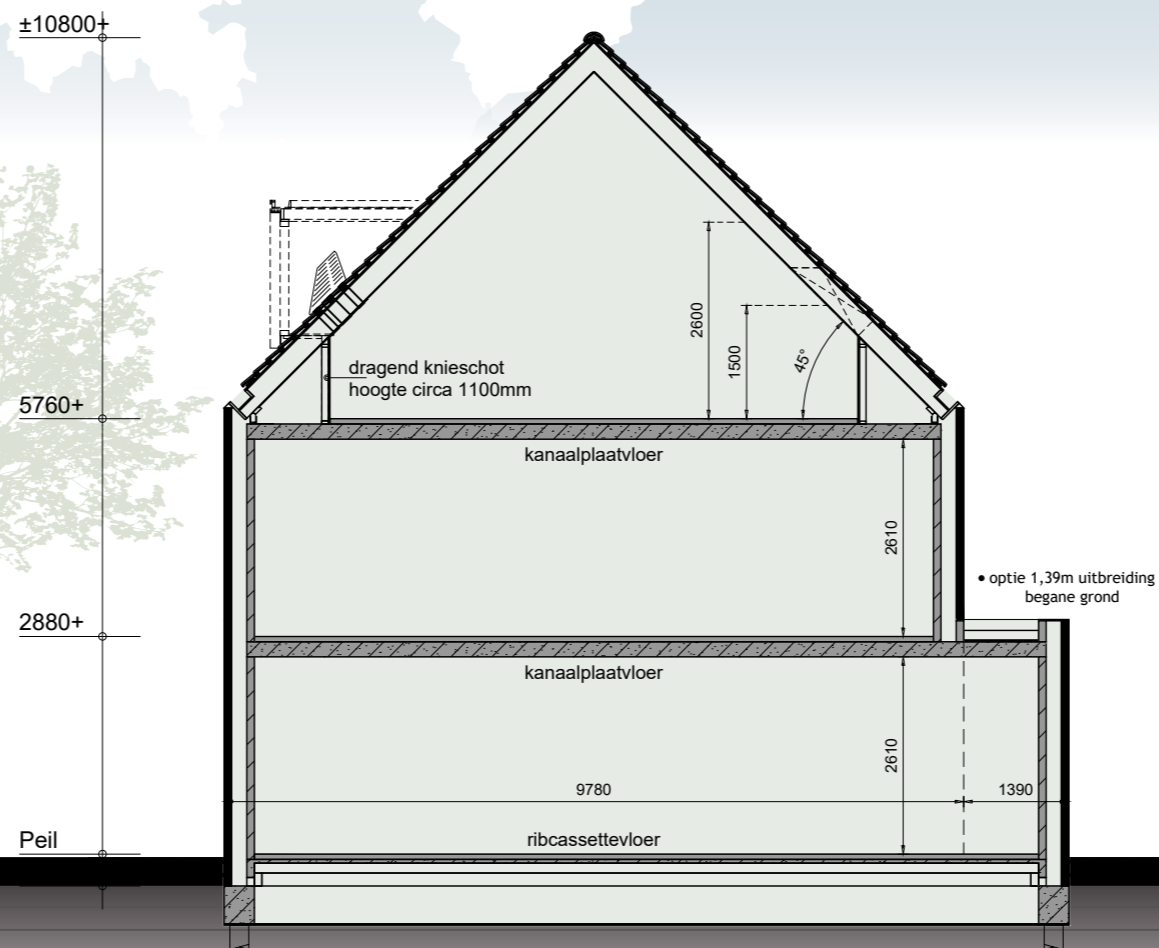 ±10800+
2600
1500
45°
dragend knieschot
hoogte circa 1100mm
5760+
kanaalplaatvloer
2610
• optie 1,39m uitbreiding
begane grond
2880+
kanaalplaatvloer
2610
9780
1390
Peil
ribcassettevloer